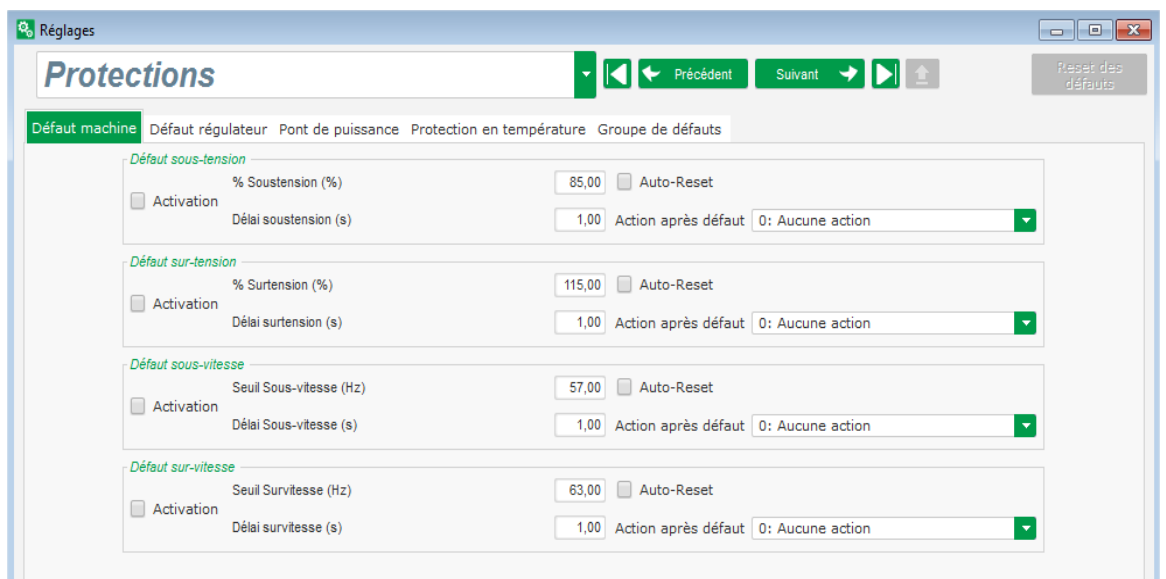 Réglages
Protections
Précédent
Suivant
Reset des défauts
Défaut machine Défaut régulateur Pont de puissance Protection en température Groupe de défauts
Défaut sous-tension
% Soustension (%) 85,00 Auto-Reset
Activation
Délai soustension (s) 1,00 Action après défaut 0: Aucune action
Défaut sur-tension
% Surtension (%) 115,00 Auto-Reset
Activation
Délai surtension (s) 1,00 Action après défaut 0: Aucune action
Défaut sous-vitesse
Seuil Sous-vitesse (Hz) 57,00 Auto-Reset
Activation
Délai Sous-vitesse (s) 1,00 Action après défaut 0: Aucune action
Défaut sur-vitesse
Seuil Survitesse (Hz) 63,00 Auto-Reset
Activation
Délai survitesse (s) 1,00 Action après défaut 0: Aucune action